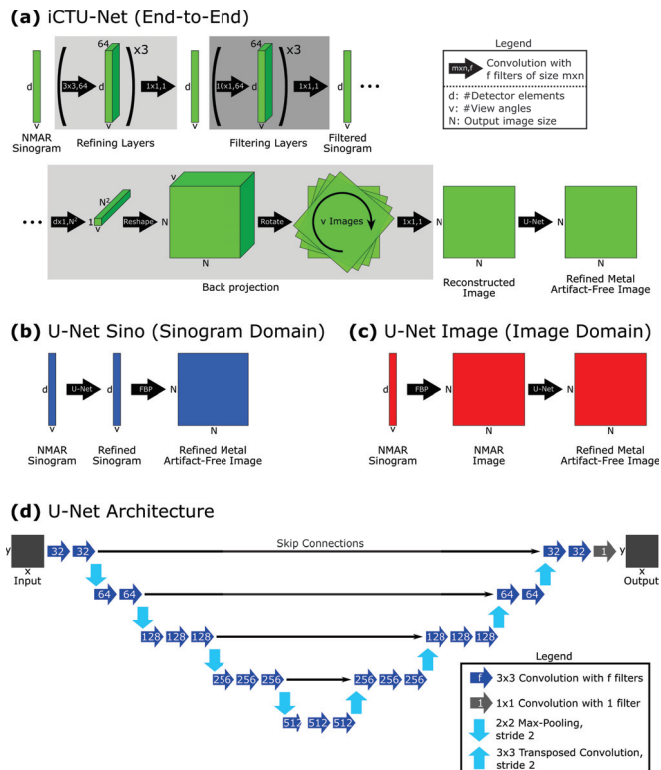 (a) iCTU-Net (End-to-End)
64
x3
3x3,64
d
1x1,1
d
v
NMAR
Sinogram
Refining Layers
64
x3
1(x1,64
d
1x1,1
d
v
Filtering Layers
Filtered
Sinogram
Legend
mxn,f
Convolution with
f filters of size mxn
d: #Detector elements
v: #View angles
N: Output image size
dx1,N²
N²
1
v
Reshape
v
N
N
Rotate
v Images
1x1,1
Back projection
N
N
Reconstructed
Image
U-Net
N
N
Refined Metal
Artifact-Free Image
(b) U-Net Sino (Sinogram Domain)
d
v
U-Net
d
v
FBP
N
N
NMAR
Sinogram
Refined
Sinogram
Refined Metal
Artifact-Free Image
(c) U-Net Image (Image Domain)
d
v
FBP
N
N
U-Net
N
N
NMAR
Sinogram
NMAR
Image
Refined Metal
Artifact-Free Image
(d) U-Net Architecture
y
x
Input
32 32
Skip Connections
32 32 1
y
x
Output
64 64
64 64
128 128 128
128 128 128
256 256 256
256 256 256
512 512 512
Legend
f 3x3 Convolution with f filters
1 1x1 Convolution with 1 filter
2x2 Max-Pooling,
stride 2
3x3 Transposed Convolution,
stride 2